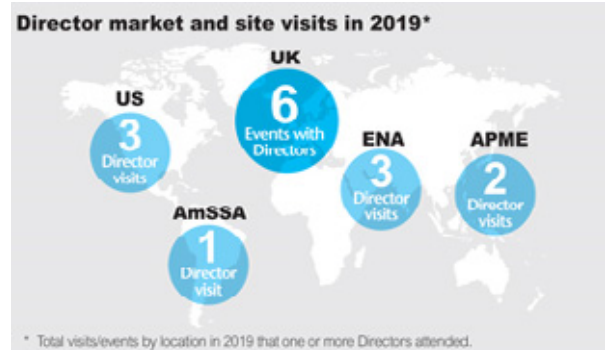 Director market and site visits in 2019*
UK
6
Events with
Directors
US
3
Director
visits
ENA
3
Director
visits
APME
2
Director
visits
AmSSA
1
Director
visit
* Total visits/events by location in 2019 that one or more Directors attended.